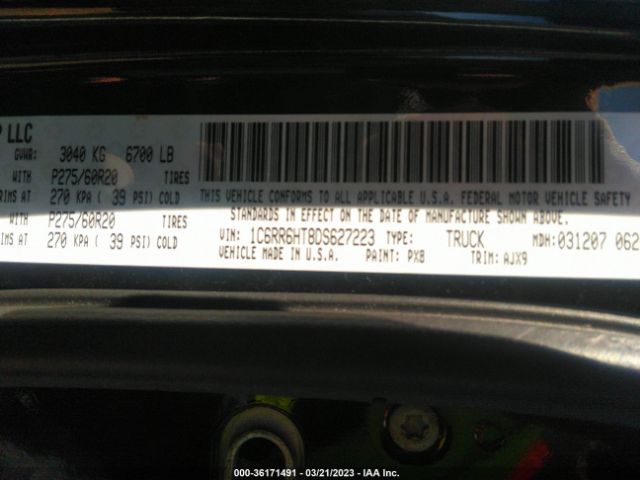 LLC
GVWR: 3040 KG 6700 LB
WITH P275/60R20 TIRES
RIMS AT 270 KPA ( 39 PSI) COLD
WITH P275/60R20 TIRES
RIMS AT 270 KPA ( 39 PSI) COLD
THIS VEHICLE CONFORMS TO ALL APPLICABLE U.S.A. FEDERAL MOTOR VEHICLE SAFETY
STANDARDS IN EFFECT ON THE DATE OF MANUFACTURE SHOWN ABOVE.
VIN: 1C6RR6HT8DS627223 TYPE: TRUCK MDH: 031207 062
VEHICLE MADE IN U.S.A. PAINT: PX8 TRIM: AJX9
000-36171491 - 03/21/2023 - IAA Inc.